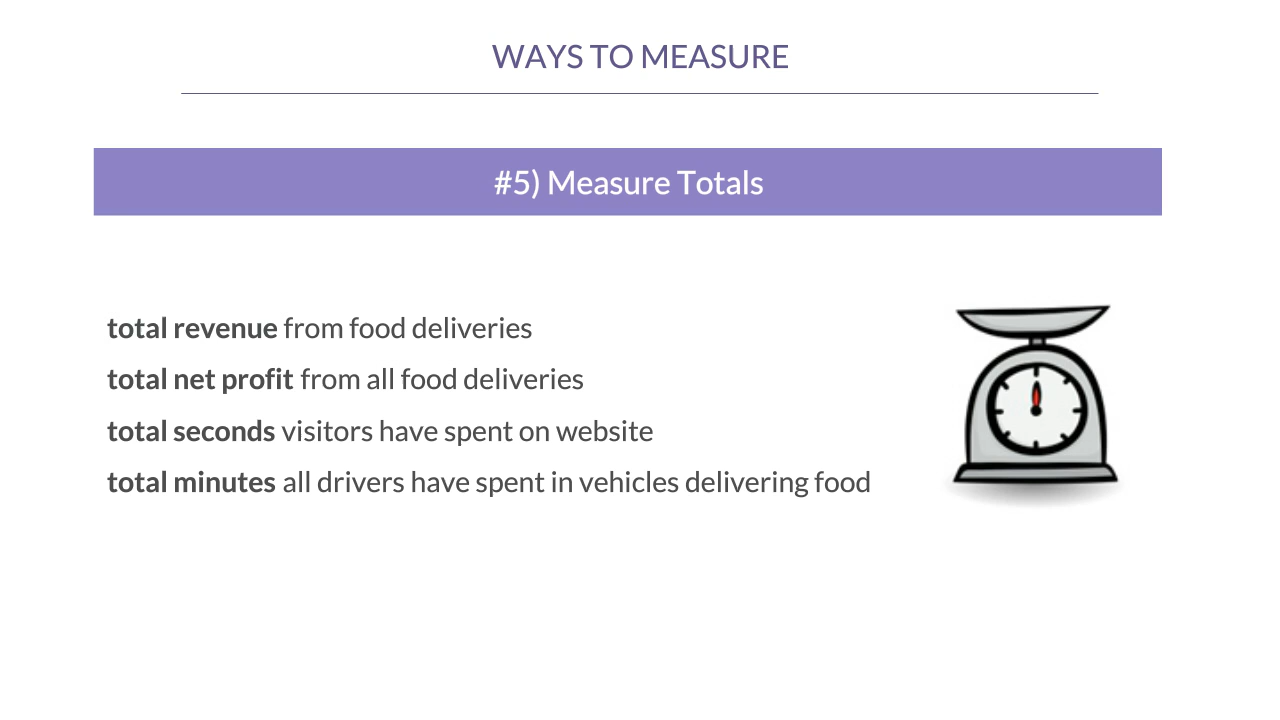 WAYS TO MEASURE
#5) Measure Totals
total revenue from food deliveries
total net profit from all food deliveries
total seconds visitors have spent on website
total minutes all drivers have spent in vehicles delivering food